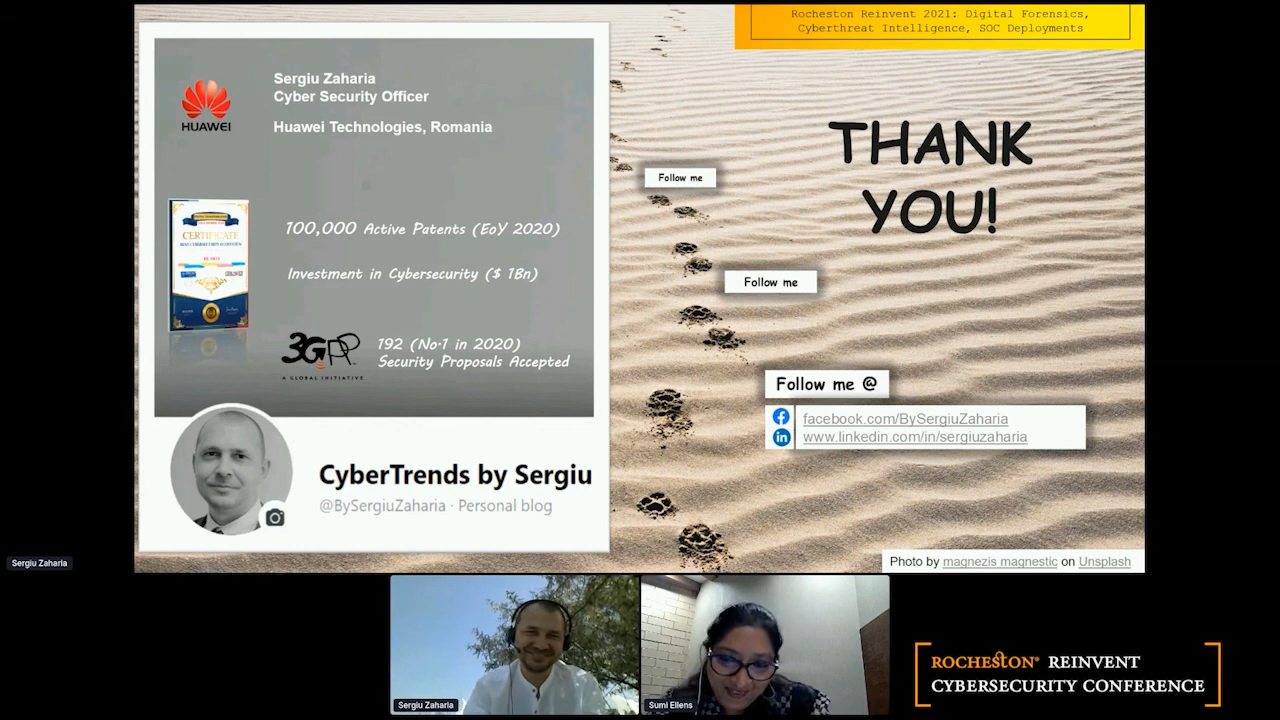 Rocheston Reinvent 2021: Digital Forensics,
Cyberthreat Intelligence, SOC Deployments
Sergiu Zaharia
Cyber Security Officer
HUAWEI
Huawei Technologies, Romania
THANK
YOU!
Follow me
CERTIFICATE
100,000 Active Patents (EoY 2020)
Investment in Cybersecurity ($ 1Bn)
Follow me
3GPP
A GLOBAL INITIATIVE
192 (No·1 in 2020)
Security Proposals Accepted
Follow me @
facebook.com/BySergiuZaharia
in www.linkedin.com/in/sergiuzaharia
CyberTrends by Sergiu
@BySergiuZaharia · Personal blog
Photo by magnezis magnestic on Unsplash
Sergiu Zaharia
Sergiu Zaharia
Sumi Ellens
ROCHESTON® REINVENT
CYBERSECURITY CONFERENCE